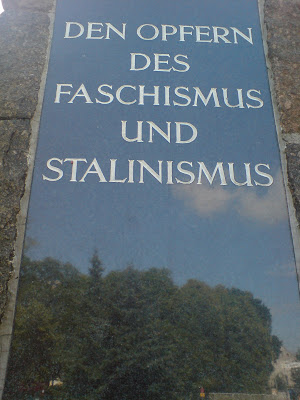 DEN OPFERN
DES
FASCHISMUS
UND
STALINISMUS